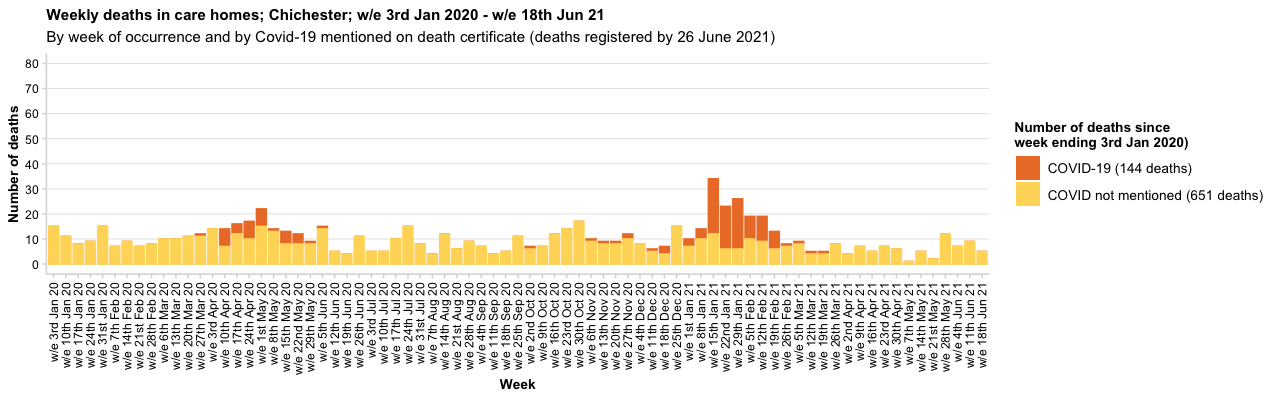 Weekly deaths in care homes; Chichester; w/e 3rd Jan 2020 - w/e 18th Jun 21
By week of occurrence and by Covid-19 mentioned on death certificate (deaths registered by 26 June 2021)
Number of deaths
80
70
60
50
40
30
20
10
0
w/e 3rd Jan 20
w/e 10th Jan 20
w/e 17th Jan 20
w/e 24th Jan 20
w/e 31st Jan 20
w/e 7th Feb 20
w/e 14th Feb 20
w/e 21st Feb 20
w/e 28th Feb 20
w/e 6th Mar 20
w/e 13th Mar 20
w/e 20th Mar 20
w/e 27th Mar 20
w/e 3rd Apr 20
w/e 10th Apr 20
w/e 17th Apr 20
w/e 24th Apr 20
w/e 1st May 20
w/e 8th May 20
w/e 15th May 20
w/e 22nd May 20
w/e 29th May 20
w/e 5th Jun 20
w/e 12th Jun 20
w/e 19th Jun 20
w/e 26th Jun 20
w/e 3rd Jul 20
w/e 10th Jul 20
w/e 17th Jul 20
w/e 24th Jul 20
w/e 31st Jul 20
w/e 7th Aug 20
w/e 14th Aug 20
w/e 21st Aug 20
w/e 28th Aug 20
w/e 4th Sep 20
w/e 11th Sep 20
w/e 18th Sep 20
w/e 25th Sep 20
w/e 2nd Oct 20
w/e 9th Oct 20
w/e 16th Oct 20
w/e 23rd Oct 20
w/e 30th Oct 20
w/e 6th Nov 20
w/e 13th Nov 20
w/e 20th Nov 20
w/e 27th Nov 20
w/e 4th Dec 20
w/e 11th Dec 20
w/e 18th Dec 20
w/e 25th Dec 20
w/e 1st Jan 21
w/e 8th Jan 21
w/e 15th Jan 21
w/e 22nd Jan 21
w/e 29th Jan 21
w/e 5th Feb 21
w/e 12th Feb 21
w/e 19th Feb 21
w/e 26th Feb 21
w/e 5th Mar 21
w/e 12th Mar 21
w/e 19th Mar 21
w/e 26th Mar 21
w/e 2nd Apr 21
w/e 9th Apr 21
w/e 16th Apr 21
w/e 23rd Apr 21
w/e 30th Apr 21
w/e 7th May 21
w/e 14th May 21
w/e 21st May 21
w/e 28th May 21
w/e 4th Jun 21
w/e 11th Jun 21
w/e 18th Jun 21
Week
Number of deaths since
week ending 3rd Jan 2020)
COVID-19 (144 deaths)
COVID not mentioned (651 deaths)